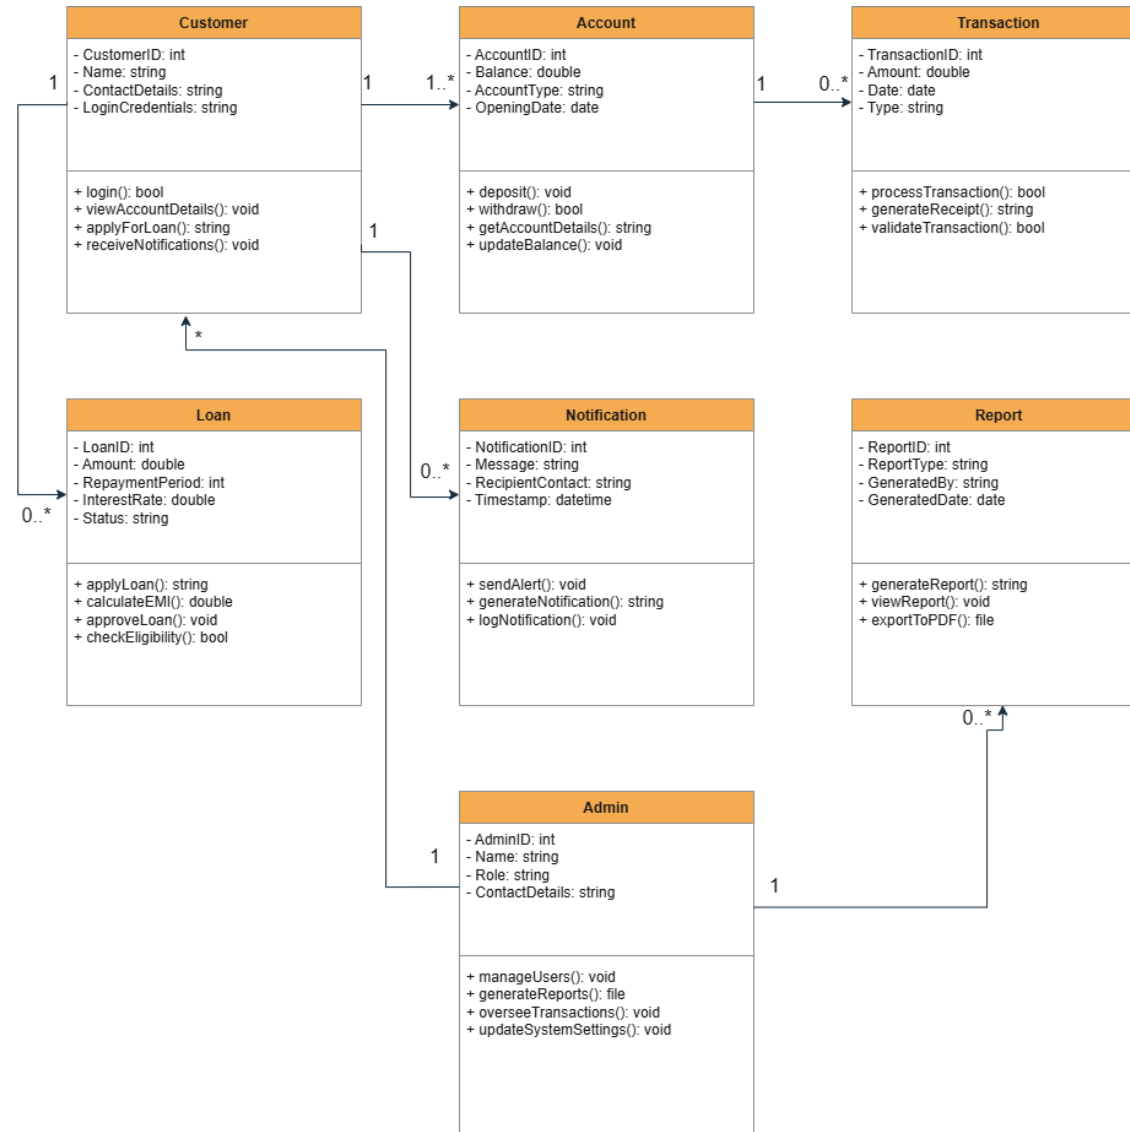 Customer
- CustomerID: int
- Name: string
- ContactDetails: string
- LoginCredentials: string
+ login(): bool
+ viewAccountDetails(): void
+ applyForLoan(): string
+ receiveNotifications(): void
1
1
1
*
Account
- AccountID: int
- Balance: double
- AccountType: string
- OpeningDate: date
+ deposit(): void
+ withdraw(): bool
+ getAccountDetails(): string
+ updateBalance(): void
1..*
1
Transaction
- TransactionID: int
- Amount: double
- Date: date
- Type: string
+ processTransaction(): bool
+ generateReceipt(): string
+ validateTransaction(): bool
0..*
Loan
- LoanID: int
- Amount: double
- RepaymentPeriod: int
- InterestRate: double
- Status: string
+ applyLoan(): string
+ calculateEMI(): double
+ approveLoan(): void
+ checkEligibility(): bool
0..*
Notification
- NotificationID: int
- Message: string
- RecipientContact: string
- Timestamp: datetime
+ sendAlert(): void
+ generateNotification(): string
+ logNotification(): void
0..*
Report
- ReportID: int
- ReportType: string
- GeneratedBy: string
- GeneratedDate: date
+ generateReport(): string
+ viewReport(): void
+ exportToPDF(): file
0..*
Admin
- AdminID: int
- Name: string
- Role: string
- ContactDetails: string
+ manageUsers(): void
+ generateReports(): file
+ overseeTransactions(): void
+ updateSystemSettings(): void
1
1